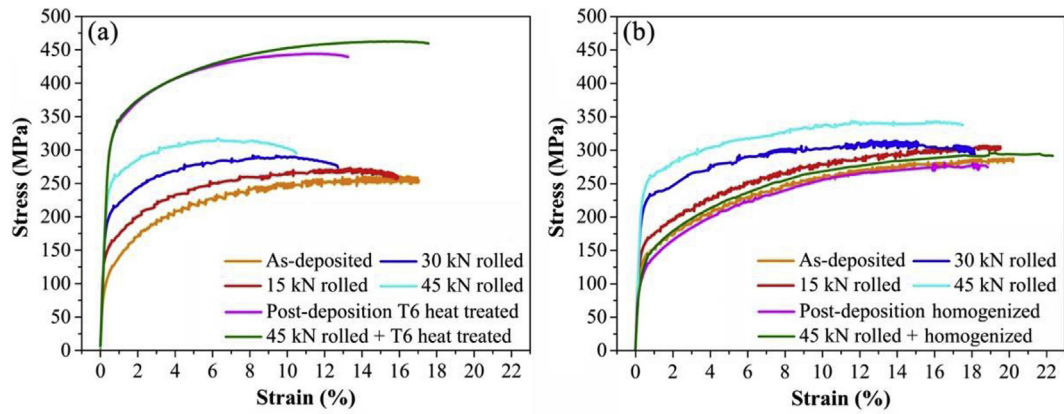 (a)
Stress (MPa)
500
450
400
350
300
250
200
150
100
50
0
As-deposited 30 kN rolled
15 kN rolled 45 kN rolled
Post-deposition T6 heat treated
45 kN rolled + T6 heat treated
0 2 4 6 8 10 12 14 16 18 20 22
Strain (%)
(b)
Stress (MPa)
500
450
400
350
300
250
200
150
100
50
0
As-deposited 30 kN rolled
15 kN rolled 45 kN rolled
Post-deposition homogenized
45 kN rolled + homogenized
0 2 4 6 8 10 12 14 16 18 20 22
Strain (%)